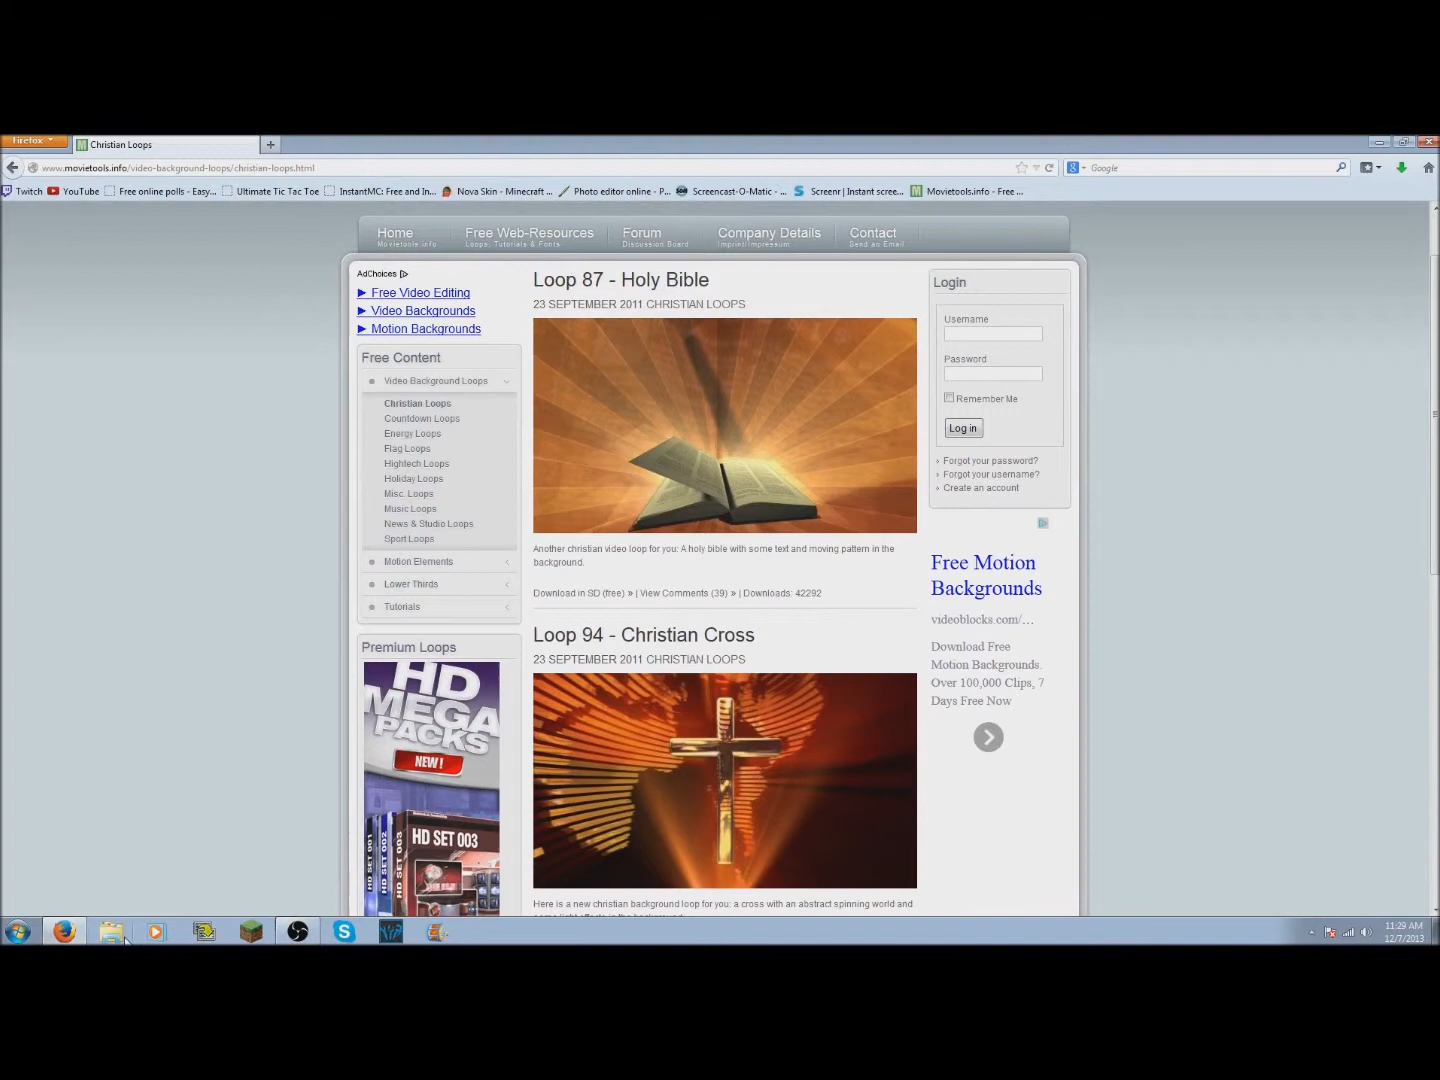 Firefox
Christian Loops
www.movietools.info/video-background-loops/christian-loops.html
Google
Twitch
YouTube
Free online polls - Easy...
Ultimate Tic Tac Toe
InstantMC: Free and In...
Nova Skin - Minecraft ...
Photo editor online - P...
Screencast-O-Matic - ...
Screenr | Instant scree...
Movietools.info - Free ...
Home
Movietools.info
Free Web-Resources
Loops, Tutorials & Fonts
Forum
Discussion Board
Company Details
Imprint/Impressum
Contact
Send an Email
AdChoices
Free Video Editing
Video Backgrounds
Motion Backgrounds
Free Content
Video Background Loops
Christian Loops
Countdown Loops
Energy Loops
Flag Loops
Hightech Loops
Holiday Loops
Misc. Loops
Music Loops
News & Studio Loops
Sport Loops
Motion Elements
Lower Thirds
Tutorials
Premium Loops
HD
MEGA
PACKS
NEW!
HD SET 001
HD SET 002
HD SET 003
HD SET 003
Loop 87 - Holy Bible
23 SEPTEMBER 2011 CHRISTIAN LOOPS
Another christian video loop for you: A holy bible with some text and moving pattern in the
background.
Download in SD (free) » | View Comments (39) » | Downloads: 42292
Loop 94 - Christian Cross
23 SEPTEMBER 2011 CHRISTIAN LOOPS
Here is a new christian background loop for you: a cross with an abstract spinning world and
Login
Username
Password
Remember Me
Log in
Forgot your password?
Forgot your username?
Create an account
Free Motion
Backgrounds
videoblocks.com/...
Download Free
Motion Backgrounds.
Over 100,000 Clips, 7
Days Free Now
11:29 AM
12/7/2013